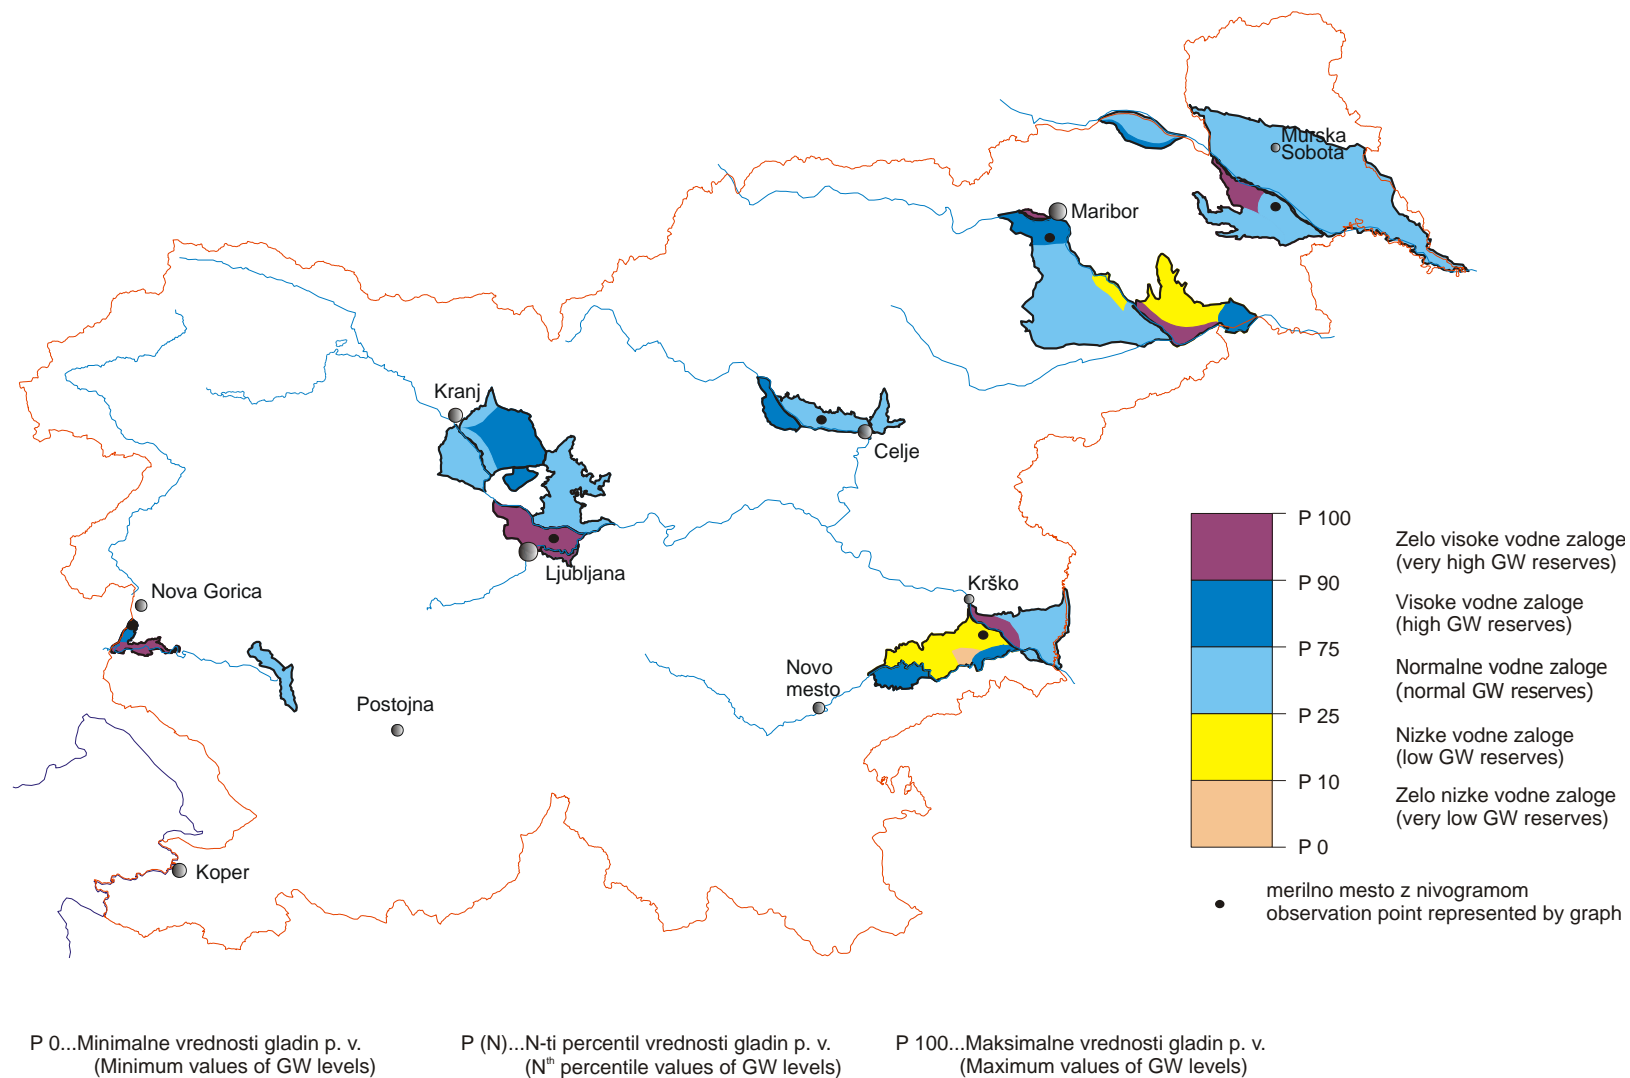 Murska
Sobota
Maribor
Kranj
Celje
Ljubljana
Nova Gorica
Krško
Novo
mesto
Postojna
Koper
P 100
Zelo visoke vodne zaloge
(very high GW reserves)
P 90
Visoke vodne zaloge
(high GW reserves)
P 75
Normalne vodne zaloge
(normal GW reserves)
P 25
Nizke vodne zaloge
(low GW reserves)
P 10
Zelo nizke vodne zaloge
(very low GW reserves)
P 0
merilno mesto z nivogramom
observation point represented by graph
P 0...Minimalne vrednosti gladin p. v.
(Minimum values of GW levels)
P (N)...N-ti percentil vrednosti gladin p. v.
(Nth percentile values of GW levels)
P 100...Maksimalne vrednosti gladin p. v.
(Maximum values of GW levels)